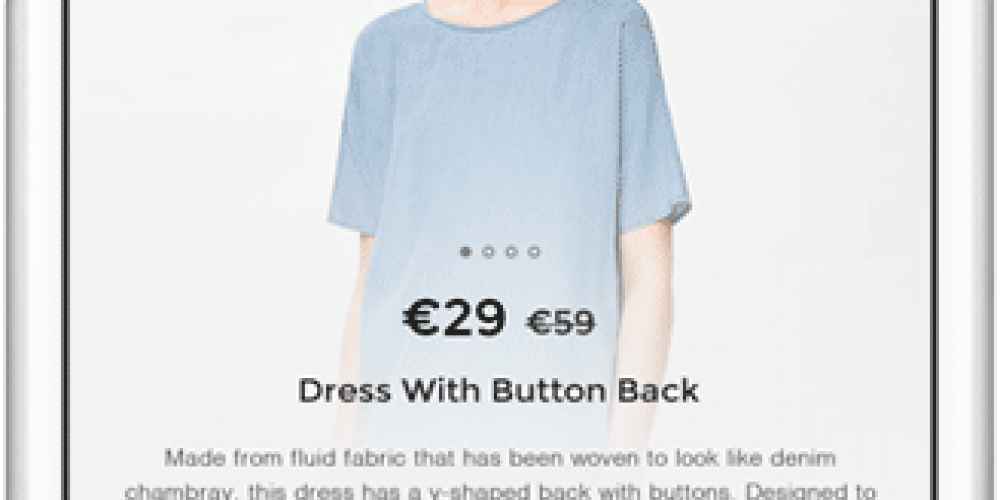 €29 €59
Dress With Button Back
Made from fluid fabric that has been woven to look like denim
chambray, this dress has a v-shaped back with buttons. Designed to